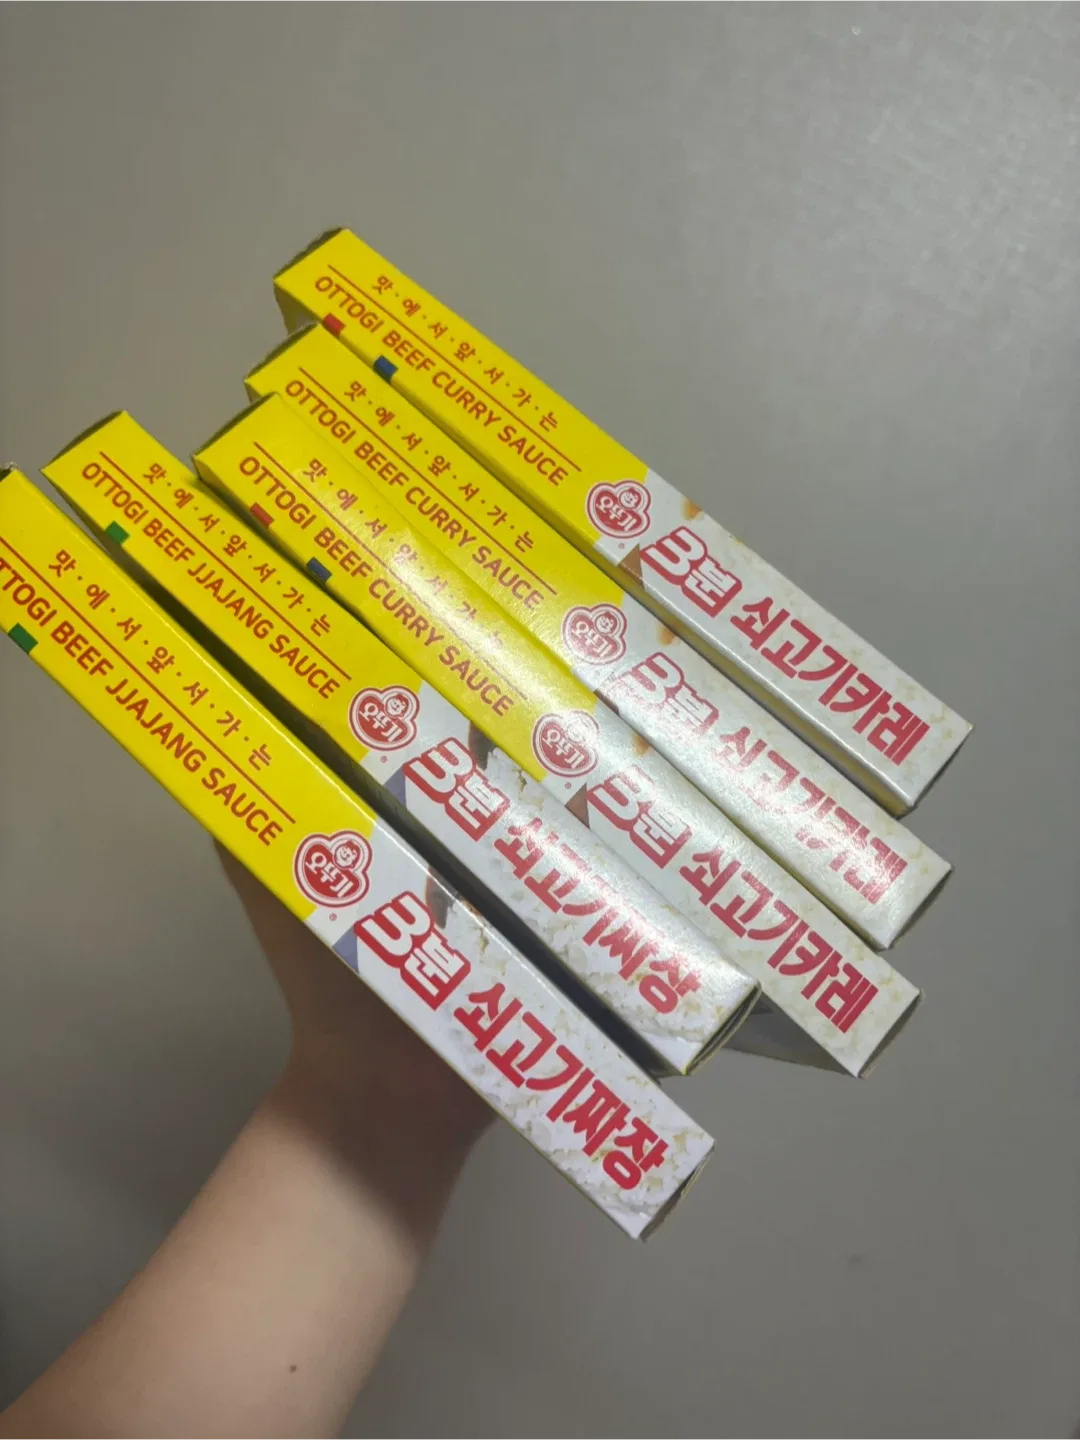 맛·에·서·앞·서·가·는
OTTOGI BEEF CURRY SAUCE
오뚜기
3분 쇠고기카레
맛·에·서·앞·서·가·는
OTTOGI BEEF CURRY SAUCE
오뚜기
3분 쇠고기카레
맛·에·서·앞·서·가·는
OTTOGI BEEF CURRY SAUCE
오뚜기
3분 쇠고기카레
맛·에·서·앞·서·가·는
OTTOGI BEEF JJAJANG SAUCE
오뚜기
3분 쇠고기짜장
맛·에·서·앞·서·가·는
TTOGI BEEF JJAJANG SAUCE
오뚜기
3분 쇠고기짜장